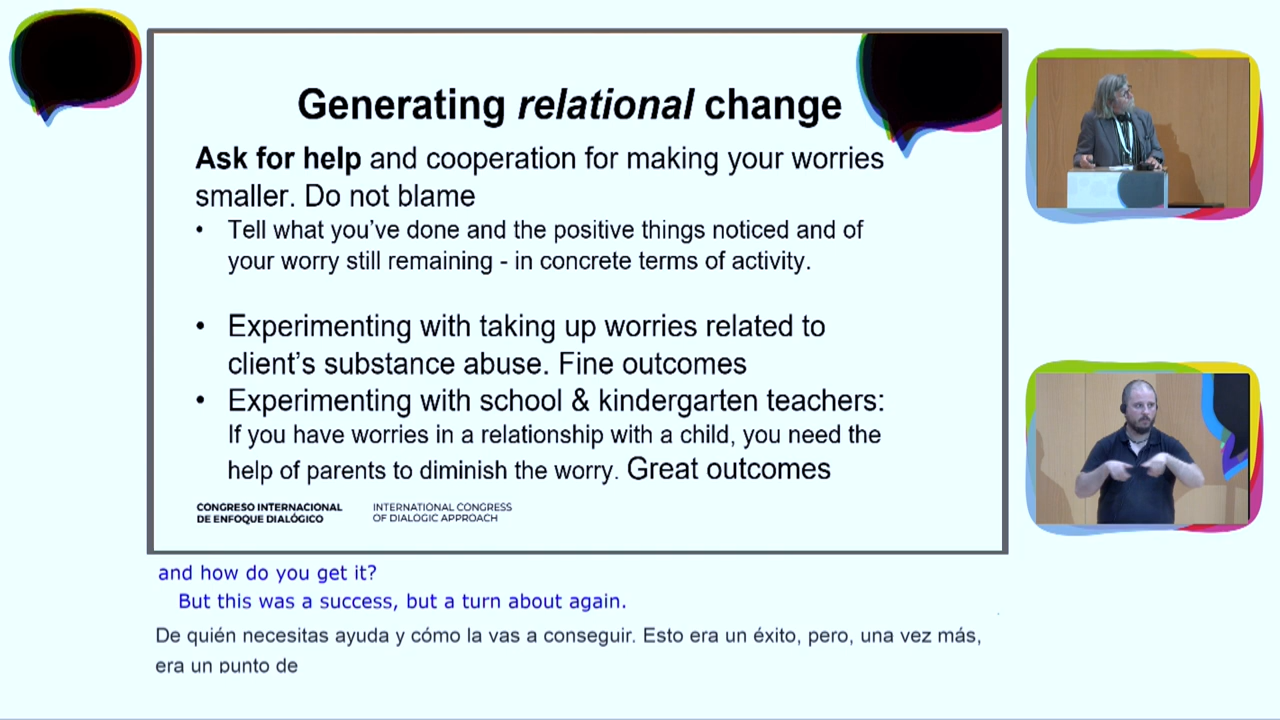 Generating relational change
Ask for help and cooperation for making your worries
smaller. Do not blame
• Tell what you’ve done and the positive things noticed and of
your worry still remaining - in concrete terms of activity.
• Experimenting with taking up worries related to
client’s substance abuse. Fine outcomes
• Experimenting with school & kindergarten teachers:
If you have worries in a relationship with a child, you need the
help of parents to diminish the worry. Great outcomes
CONGRESO INTERNACIONAL
DE ENFOQUE DIALÓGICO
INTERNATIONAL CONGRESS
OF DIALOGIC APPROACH
and how do you get it?
But this was a success, but a turn about again.
De quién necesitas ayuda y cómo la vas a conseguir. Esto era un éxito, pero, una vez más,
era un punto de